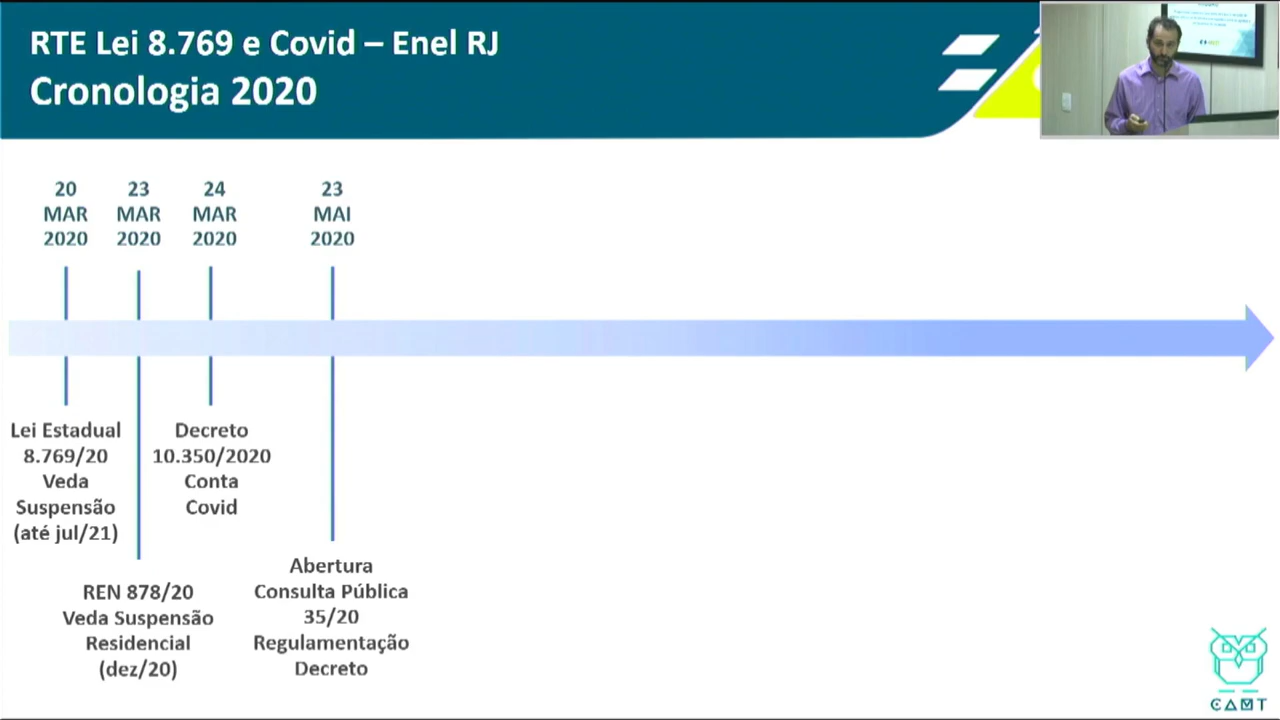 RTE Lei 8.769 e Covid – Enel RJ
Cronologia 2020
20
MAR
2020
23
MAR
2020
24
MAR
2020
23
MAI
2020
Lei Estadual
8.769/20
Veda
Suspensão
(até jul/21)
REN 878/20
Veda Suspensão
Residencial
(dez/20)
Decreto
10.350/2020
Conta
Covid
Abertura
Consulta Pública
35/20
Regulamentação
Decreto
CAMT